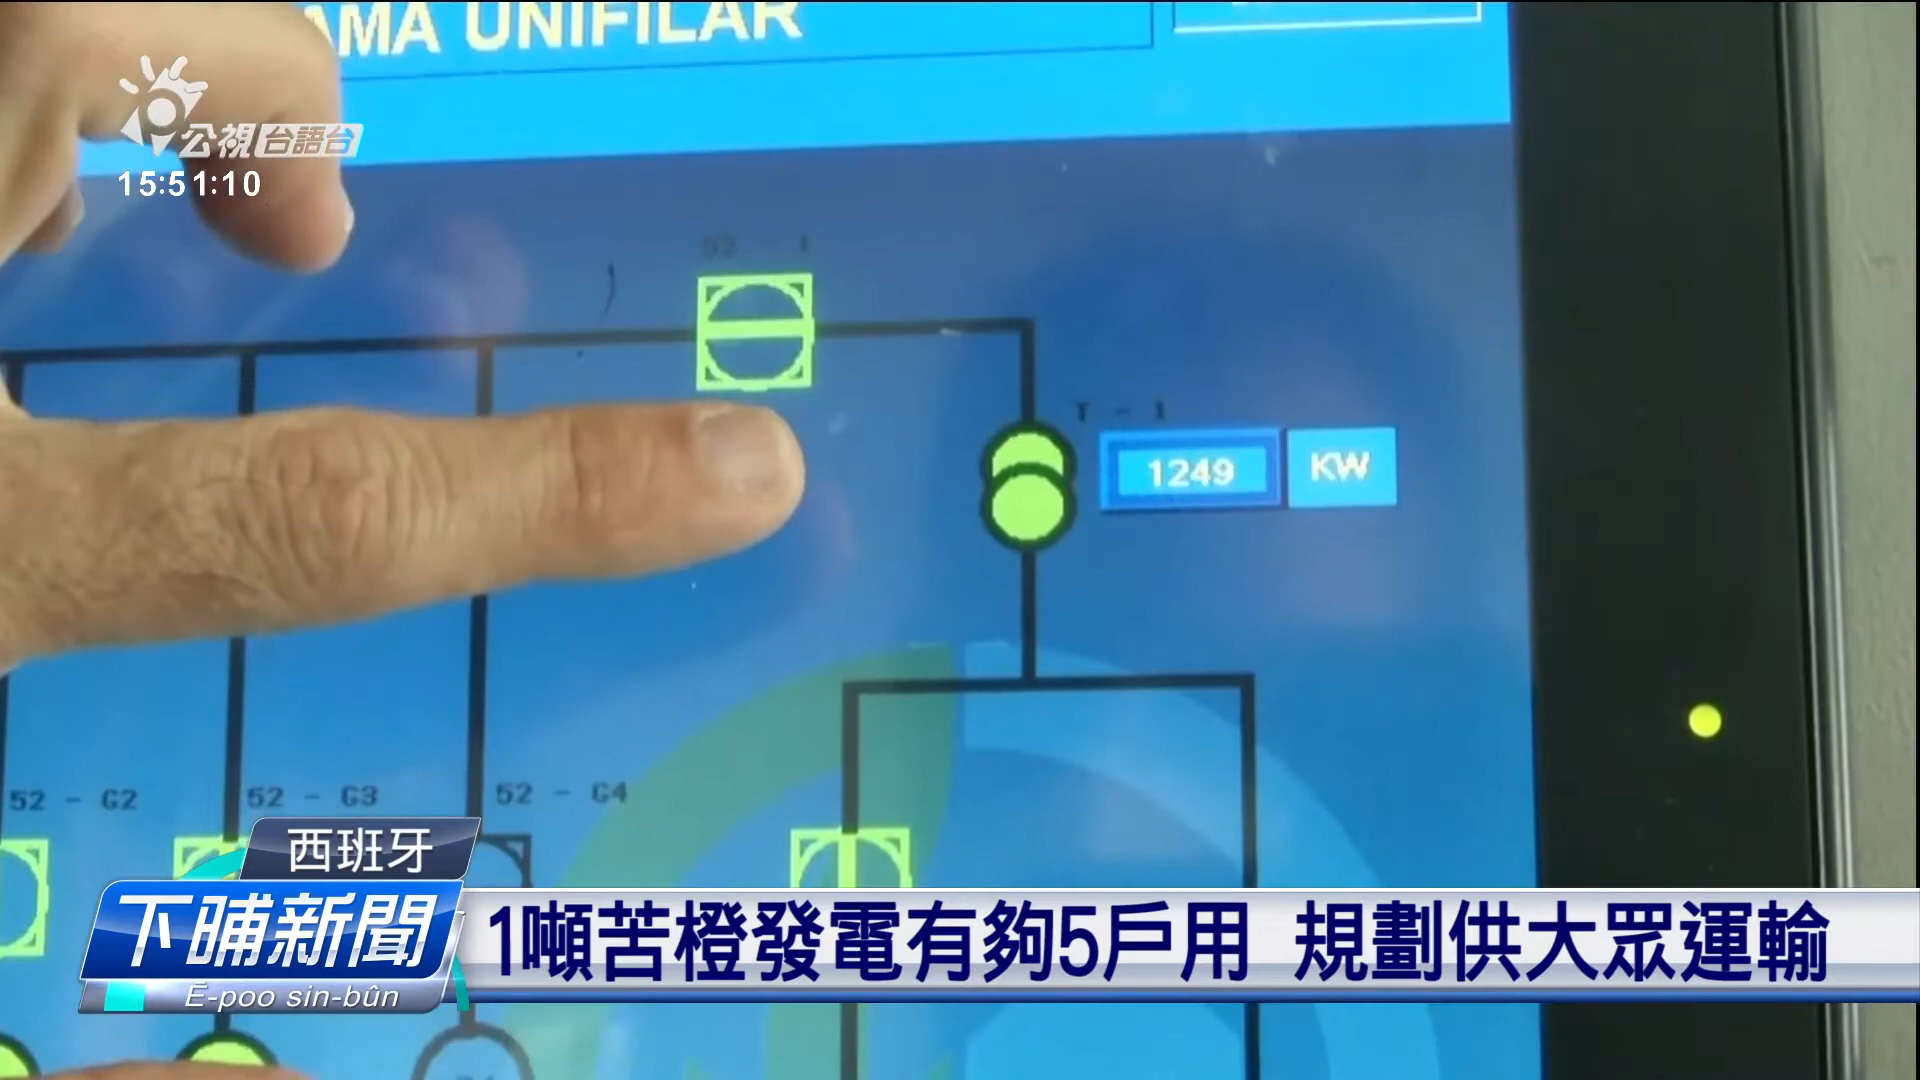 AMA UNIFILAR
公視台語台
15:51:10
T - 1
1249 KW
52 - G2
52 - G3
52 - G4
西班牙
下晡新聞
Ē-poo sin-bûn
1噸苦橙發電有夠5戶用 規劃供大眾運輸